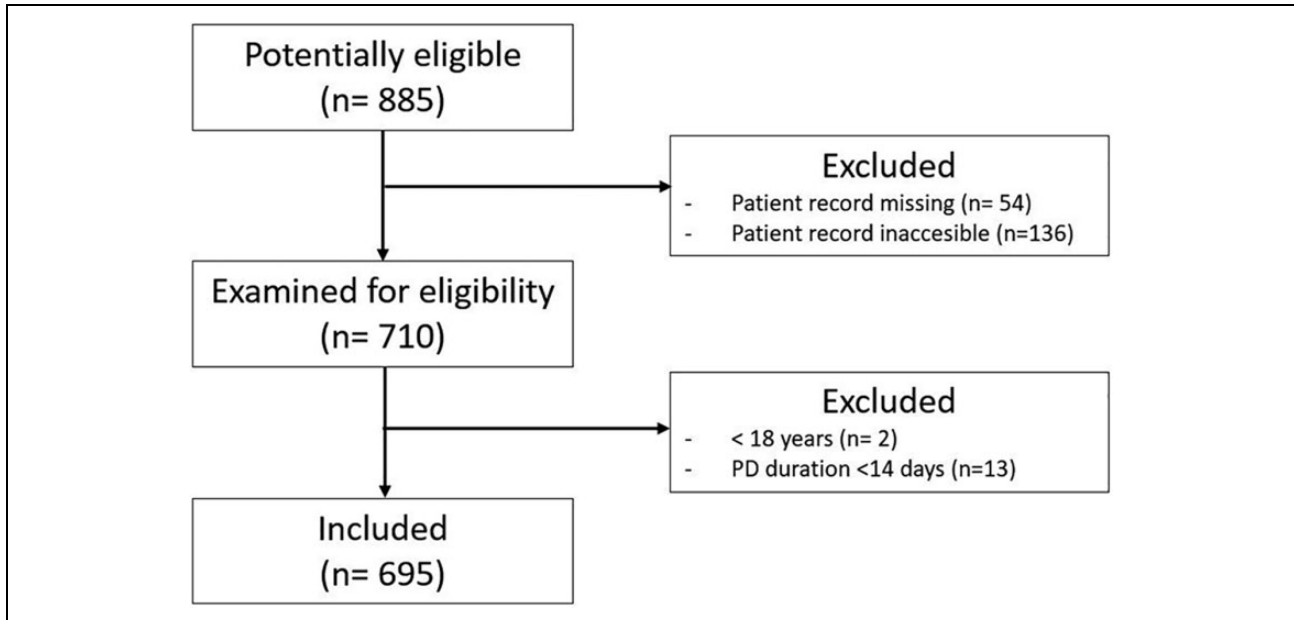 Potentially eligible
(n= 885)
Excluded
- Patient record missing (n= 54)
- Patient record inaccesible (n=136)
Examined for eligibility
(n= 710)
Excluded
- < 18 years (n= 2)
- PD duration <14 days (n=13)
Included
(n= 695)